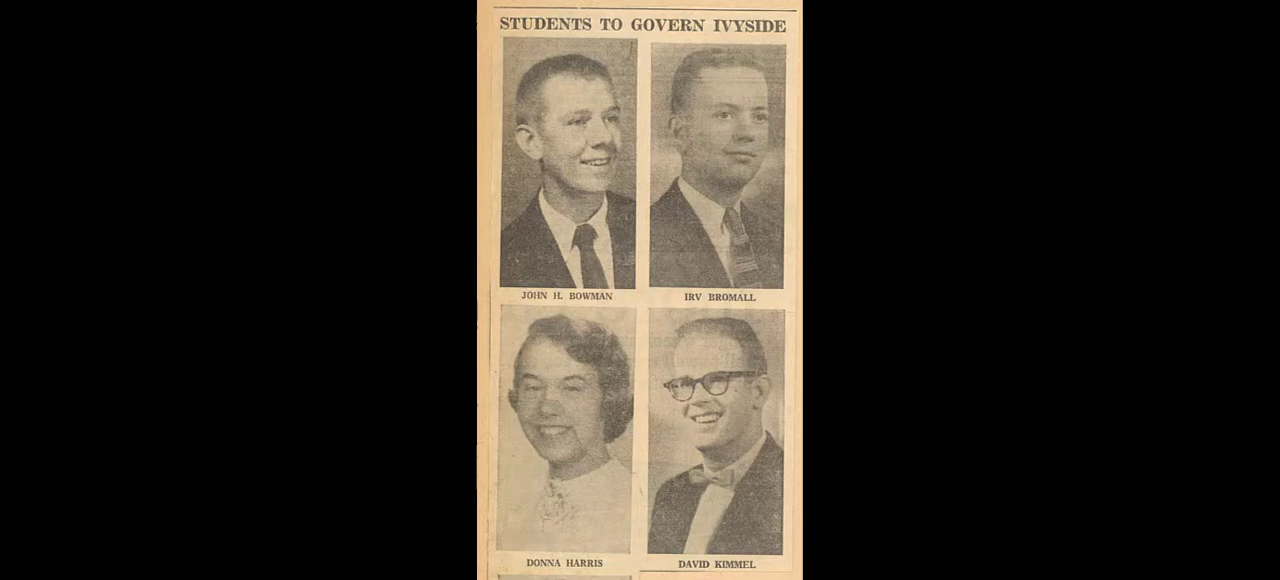 STUDENTS TO GOVERN IVYSIDE
JOHN H. BOWMAN
IRV BROMALL
DONNA HARRIS
DAVID KIMMEL